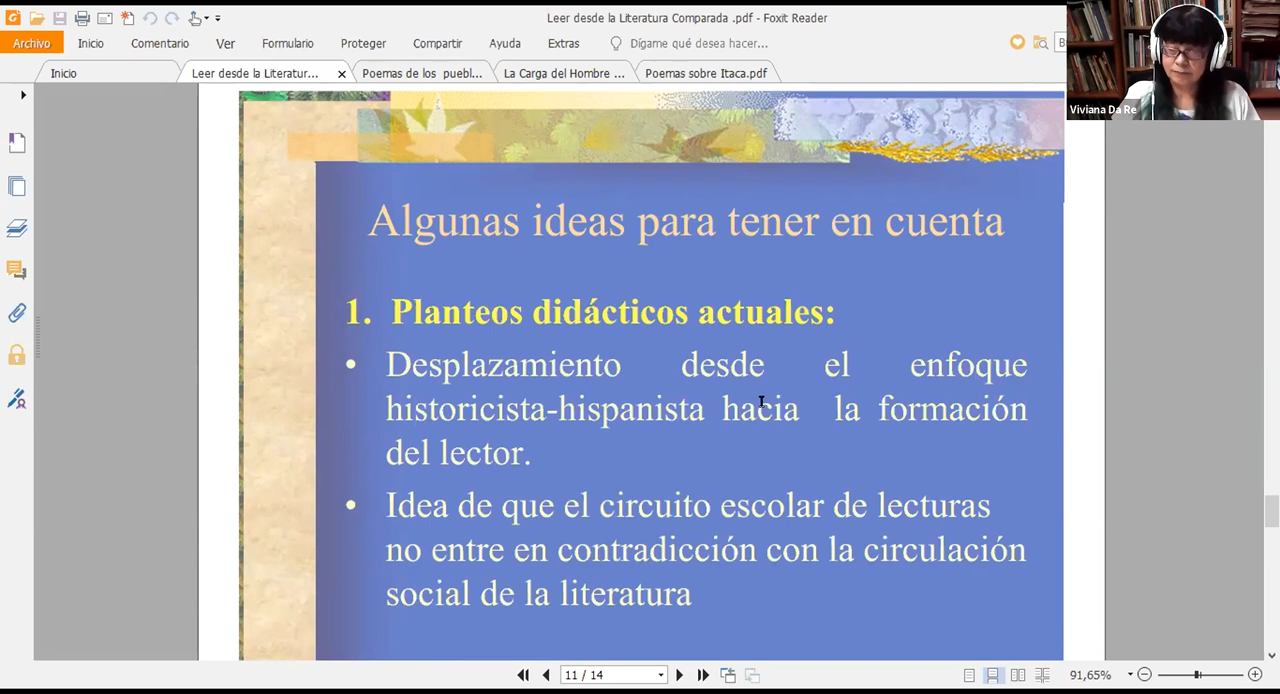 Leer desde la Literatura Comparada .pdf - Foxit Reader
Archivo Inicio Comentario Ver Formulario Proteger Compartir Ayuda Extras Dígame qué desea hacer... B
Inicio Leer desde la Literatur... Poemas de los puebl... La Carga del Hombre ... Poemas sobre Itaca.pdf
Viviana Da Re
Algunas ideas para tener en cuenta
1. Planteos didácticos actuales:
• Desplazamiento desde el enfoque
historicista-hispanista hacia la formación
del lector.
• Idea de que el circuito escolar de lecturas
no entre en contradicción con la circulación
social de la literatura
11 / 14 91,65%